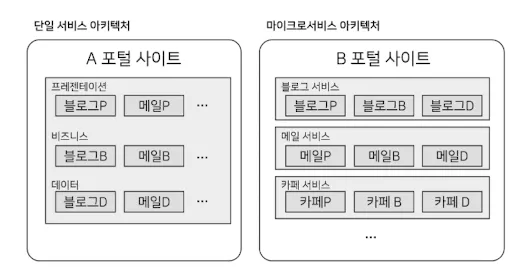 단일 서비스 아키텍처
A 포털 사이트
프레젠테이션
블로그P 메일P ...
비즈니스
블로그B 메일B ...
데이터
블로그D 메일D ...
마이크로서비스 아키텍처
B 포털 사이트
블로그 서비스
블로그P 블로그B 블로그D
메일 서비스
메일P 메일B 메일D
카페 서비스
카페P 카페 B 카페 D
...